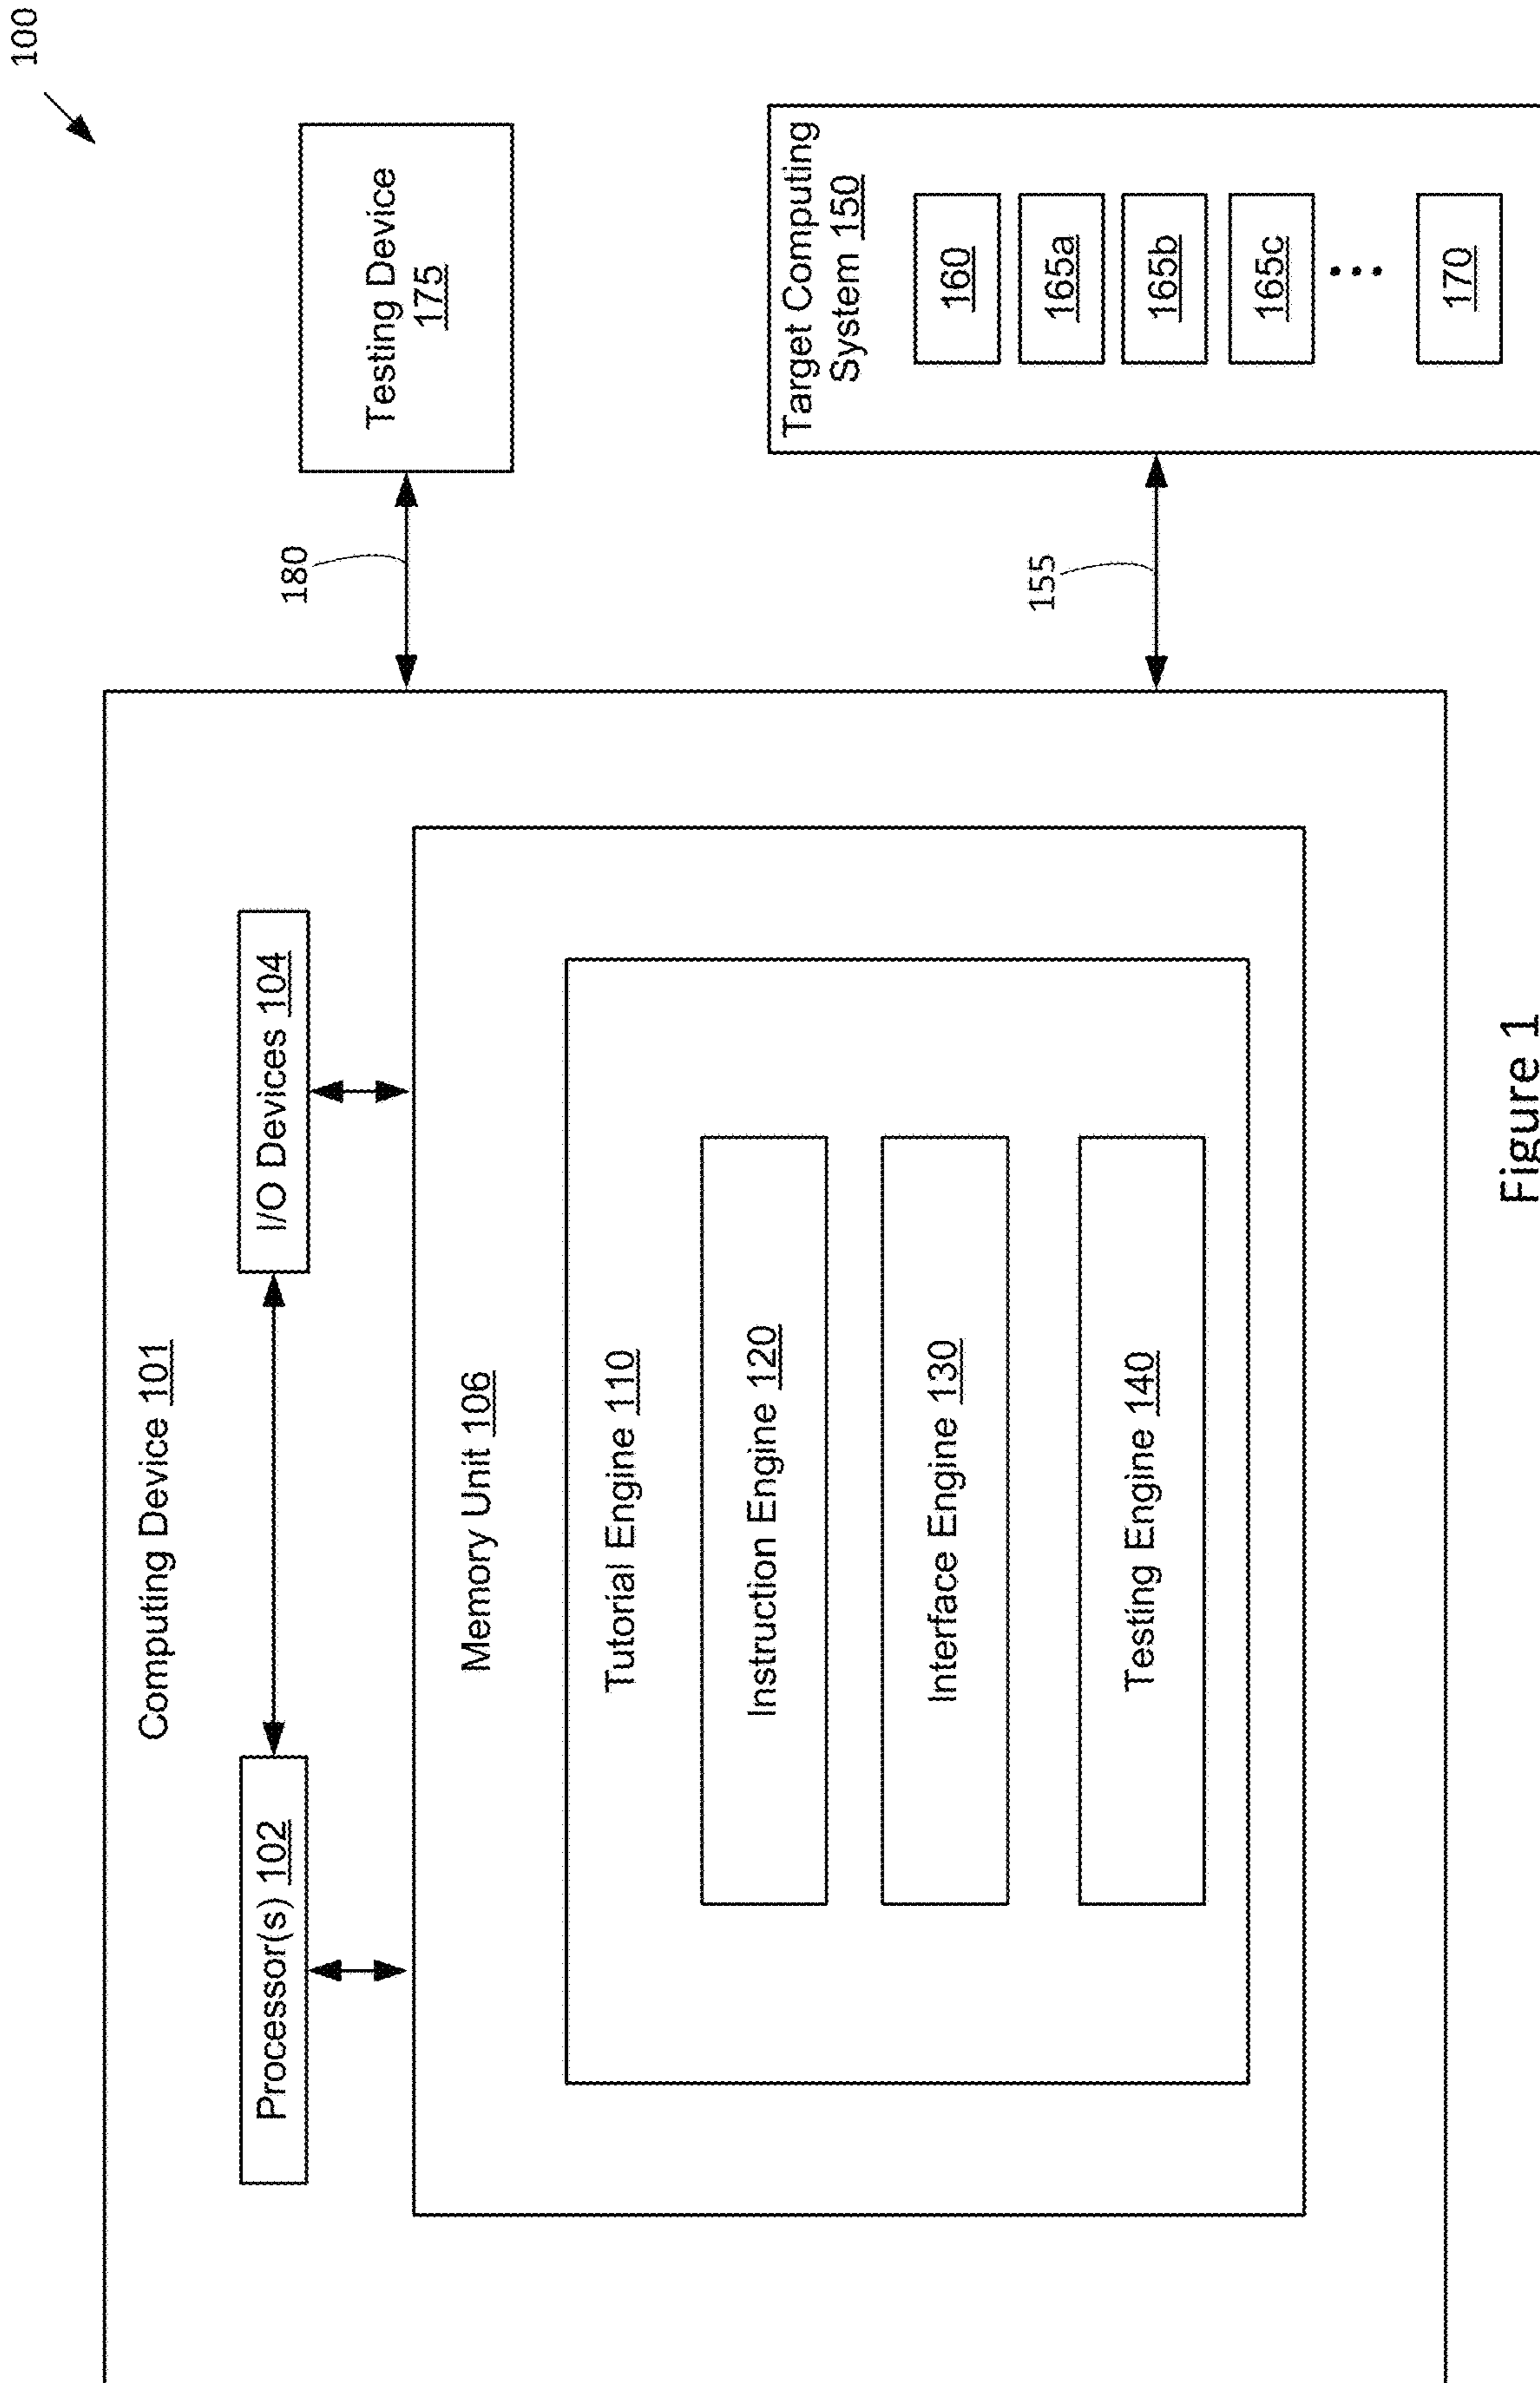 100
Computing Device 101
Processor(s) 102
I/O Devices 104
Memory Unit 106
Tutorial Engine 110
Instruction Engine 120
Interface Engine 130
Testing Engine 140
180
Testing Device
175
155
Target Computing
System 150
160
165a
165b
165c
170
Figure 1